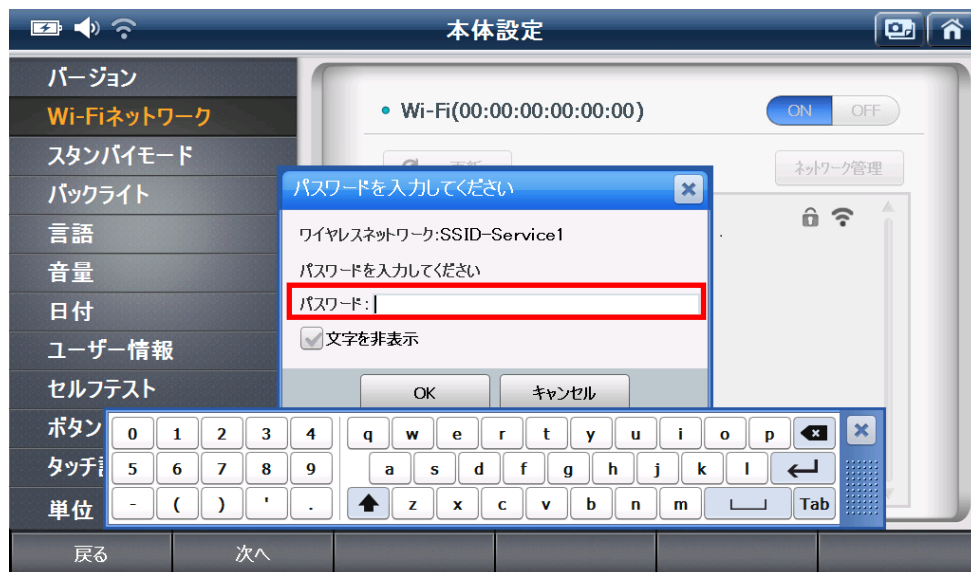 本体設定
バージョン
Wi-Fiネットワーク
スタンバイモード
バックライト
言語
音量
日付
ユーザー情報
セルフテスト
ボタン
タッチ
単位
Wi-Fi(00:00:00:00:00:00)
ON OFF
ネットワーク管理
パスワードを入力してください
ワイヤレスネットワーク:SSID-Service1
パスワードを入力してください
パスワード:
文字を非表示
OK キャンセル
0 1 2 3 4 q w e r t y u i o p
5 6 7 8 9 a s d f g h j k l
- ( ) ' . z x c v b n m Tab
戻る 次へ